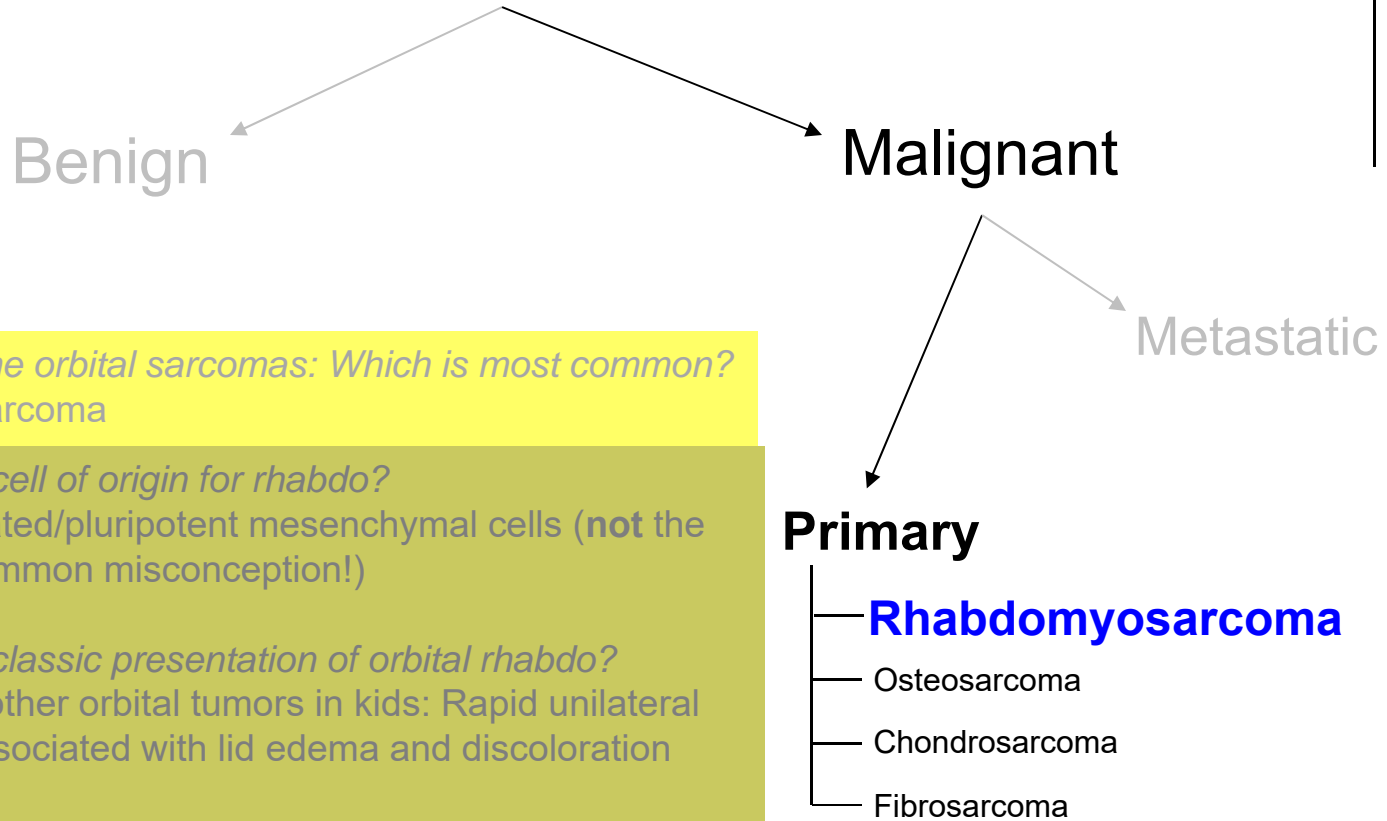 Benign
Malignant
Metastatic
ne orbital sarcomas: Which is most common?
arcoma
cell of origin for rhabdo?
ated/pluripotent mesenchymal cells (not the
mmon misconception!)
classic presentation of orbital rhabdo?
other orbital tumors in kids: Rapid unilateral
sociated with lid edema and discoloration
Primary
Rhabdomyosarcoma
Osteosarcoma
Chondrosarcoma
Fibrosarcoma